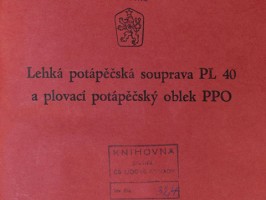 Lehká potápěčská souprava PL 40
a plovací potápěčský oblek PPO
KNIHOVNA